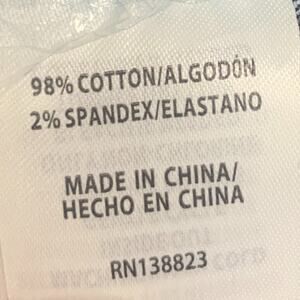 98% COTTON/ALGODÓN
2% SPANDEX/ELASTANO
MADE IN CHINA/
HECHO EN CHINA
RN138823